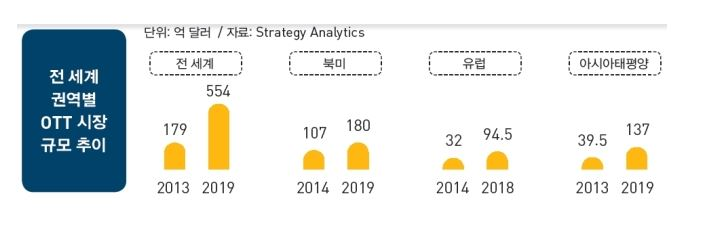 단위: 억 달러 / 자료: Strategy Analytics
전 세계
권역별
OTT 시장
규모 추이
전 세계
북미
유럽
아시아태평양
179 554
107 180
32 94.5
39.5 137
2013 2019
2014 2019
2014 2018
2013 2019